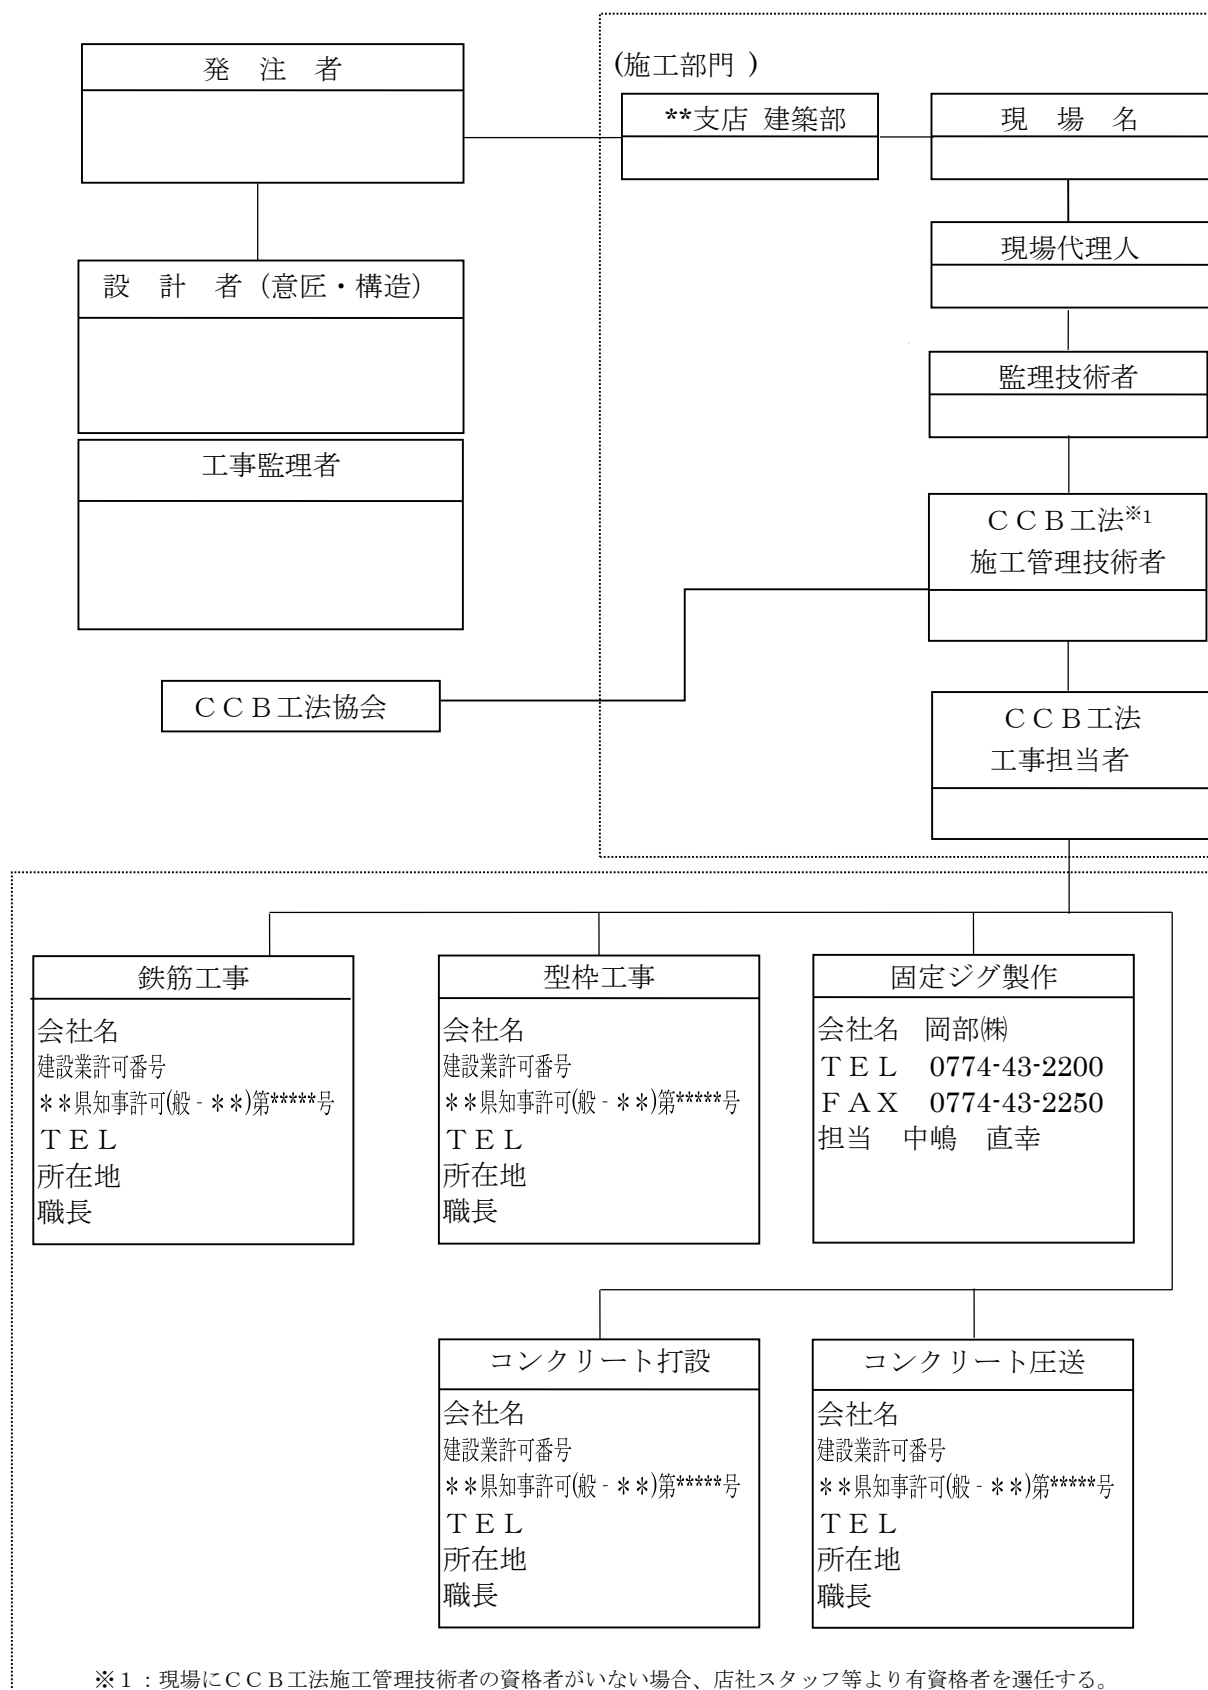 発　注　者
(施工部門 )
**支店 建築部
現　場　名
現場代理人
設　計　者（意匠・構造）
監理技術者
工事監理者
ＣＣＢ工法※1
施工管理技術者
ＣＣＢ工法協会
ＣＣＢ工法
工事担当者
鉄筋工事
会社名
建設業許可番号
＊＊県知事許可(般‐＊＊)第*****号
ＴＥＬ
所在地
職長
型枠工事
会社名
建設業許可番号
＊＊県知事許可(般‐＊＊)第*****号
ＴＥＬ
所在地
職長
固定ジグ製作
会社名　岡部㈱
ＴＥＬ　0774-43-2200
ＦＡＸ　0774-43-2250
担当　中嶋　直幸
コンクリート打設
会社名
建設業許可番号
＊＊県知事許可(般‐＊＊)第*****号
ＴＥＬ
所在地
職長
コンクリート圧送
会社名
建設業許可番号
＊＊県知事許可(般‐＊＊)第*****号
ＴＥＬ
所在地
職長
※１：現場にＣＣＢ工法施工管理技術者の資格者がいない場合、店社スタッフ等より有資格者を選任する。